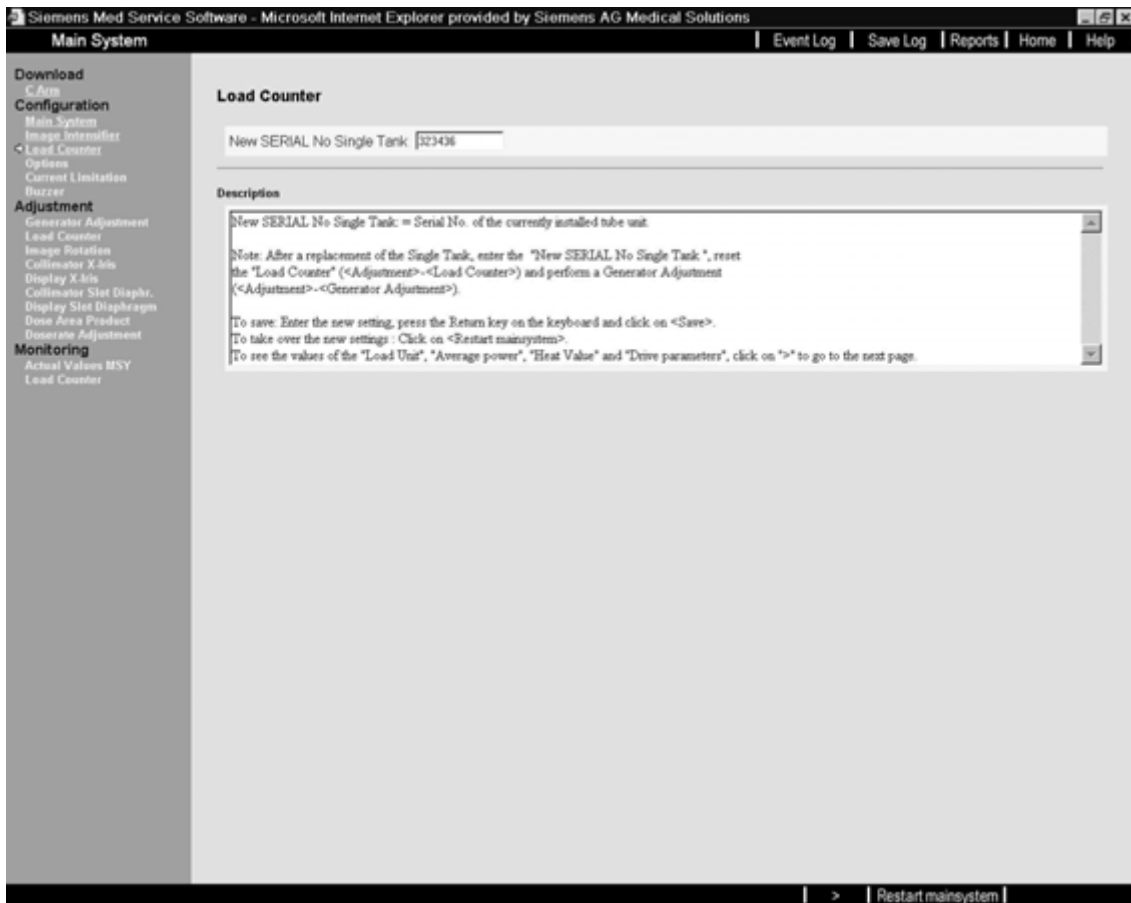 Siemens Med Service Software - Microsoft Internet Explorer provided by Siemens AG Medical Solutions
Main System
Event Log
Save Log
Reports
Home
Help
Download
C.Arm
Configuration
Main System
Image Intensifier
Load Counter
Options
Current Limitation
Buzzer
Adjustment
Generator Adjustment
Load Counter
Image Rotation
Collimator X-Iris
Display X-Iris
Collimator Slot Diaphr.
Display Slot Diaphragm
Dose Area Product
Doserate Adjustment
Monitoring
Actual Values MSY
Load Counter
Load Counter
New SERIAL No Single Tank 323436
Description
New SERIAL No Single Tank: = Serial No. of the currently installed tube unit.
Note: After a replacement of the Single Tank, enter the "New SERIAL No Single Tank ", reset
the "Load Counter" (<Adjustment>-<Load Counter>) and perform a Generator Adjustment
(<Adjustment>-<Generator Adjustment>).
To save: Enter the new setting, press the Return key on the keyboard and click on <Save>.
To take over the new settings : Click on <Restart mainsystem>.
To see the values of the "Load Unit", "Average power", "Heat Value" and "Drive parameters", click on ">" to go to the next page.
>
Restart mainsystem